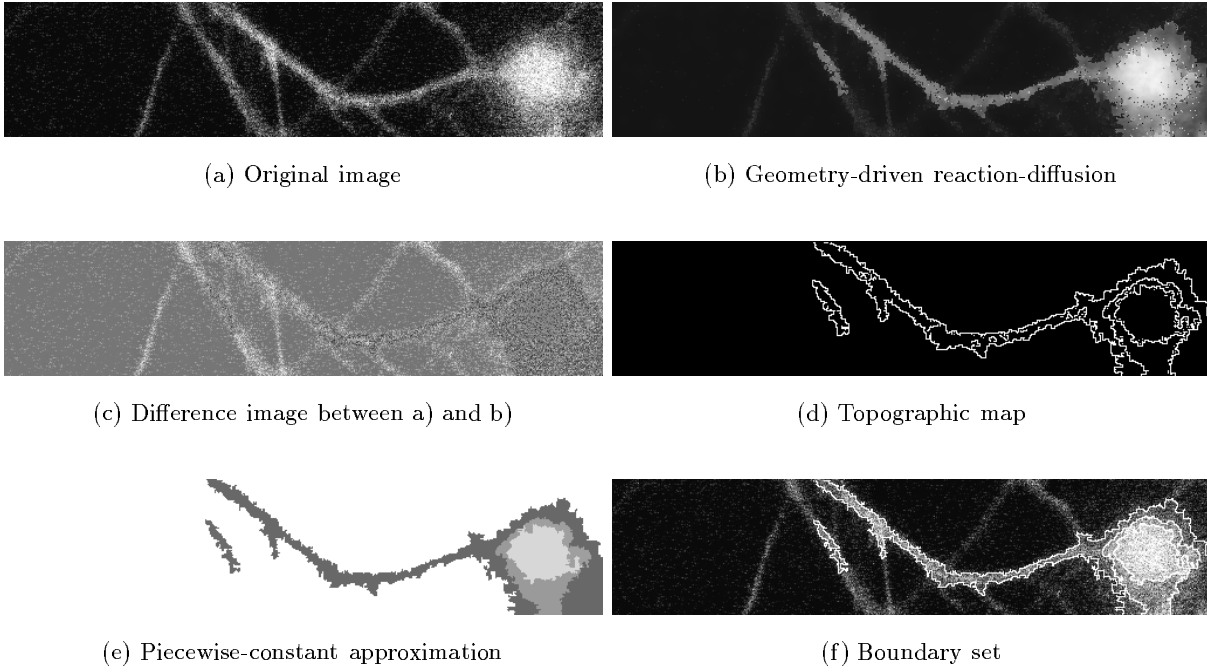 (a) Original image
(b) Geometry-driven reaction-diffusion
(c) Difference image between a) and b)
(d) Topographic map
(e) Piecewise-constant approximation
(f) Boundary set